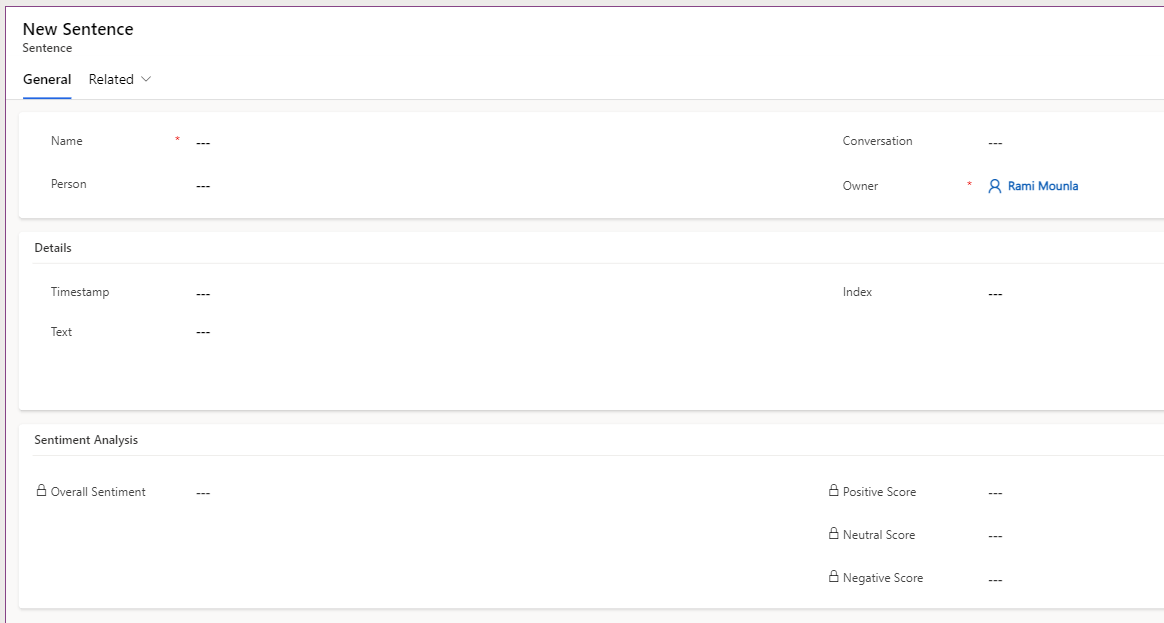 New Sentence
Sentence
General Related
Name * --- Conversation ---
Person --- Owner * Rami Mounla
Details
Timestamp --- Index ---
Text ---
Sentiment Analysis
Overall Sentiment --- Positive Score ---
Neutral Score ---
Negative Score ---